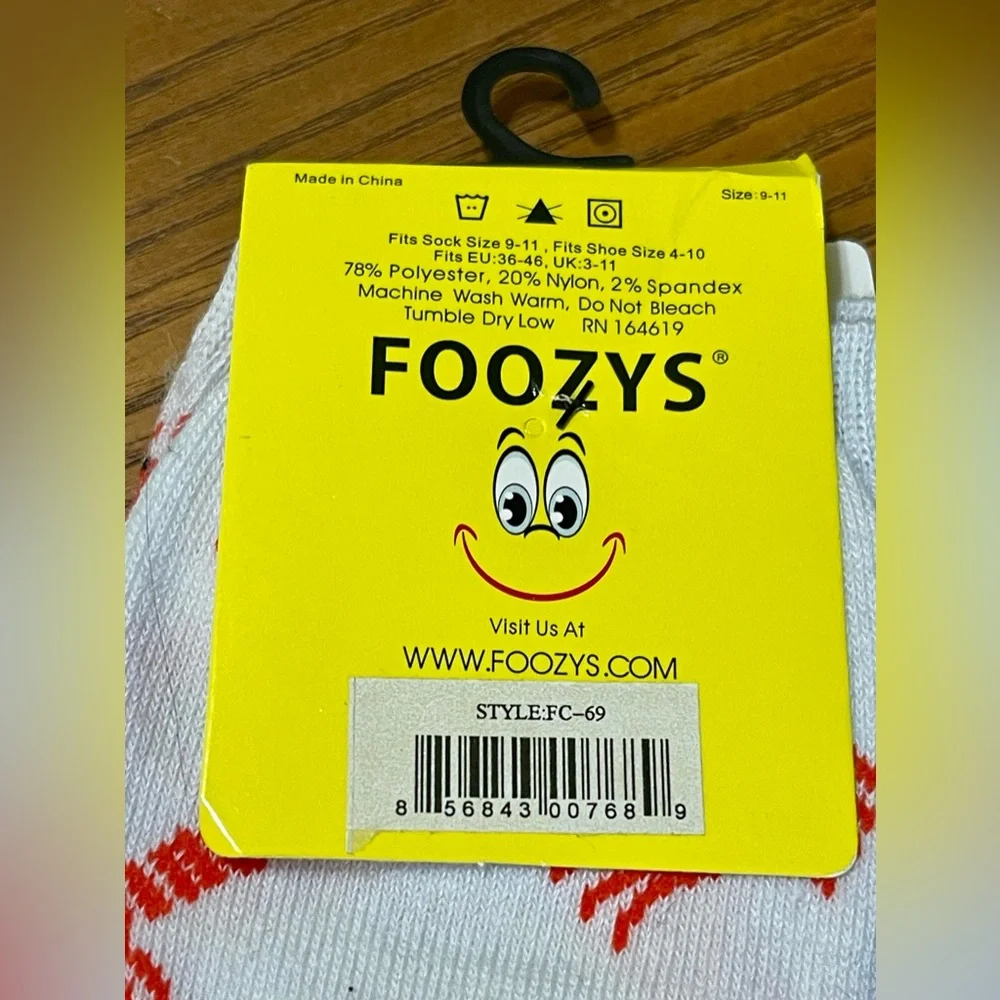 Made in China
Size:9-11
Fits Sock Size 9-11, Fits Shoe Size 4-10
Fits EU:36-46, UK:3-11
78% Polyester, 20% Nylon, 2% Spandex
Machine Wash Warm, Do Not Bleach
Tumble Dry Low RN 164619
FOOZYS®
Visit Us At
WWW.FOOZYS.COM
STYLE:FC-69
8 56843 00768 9